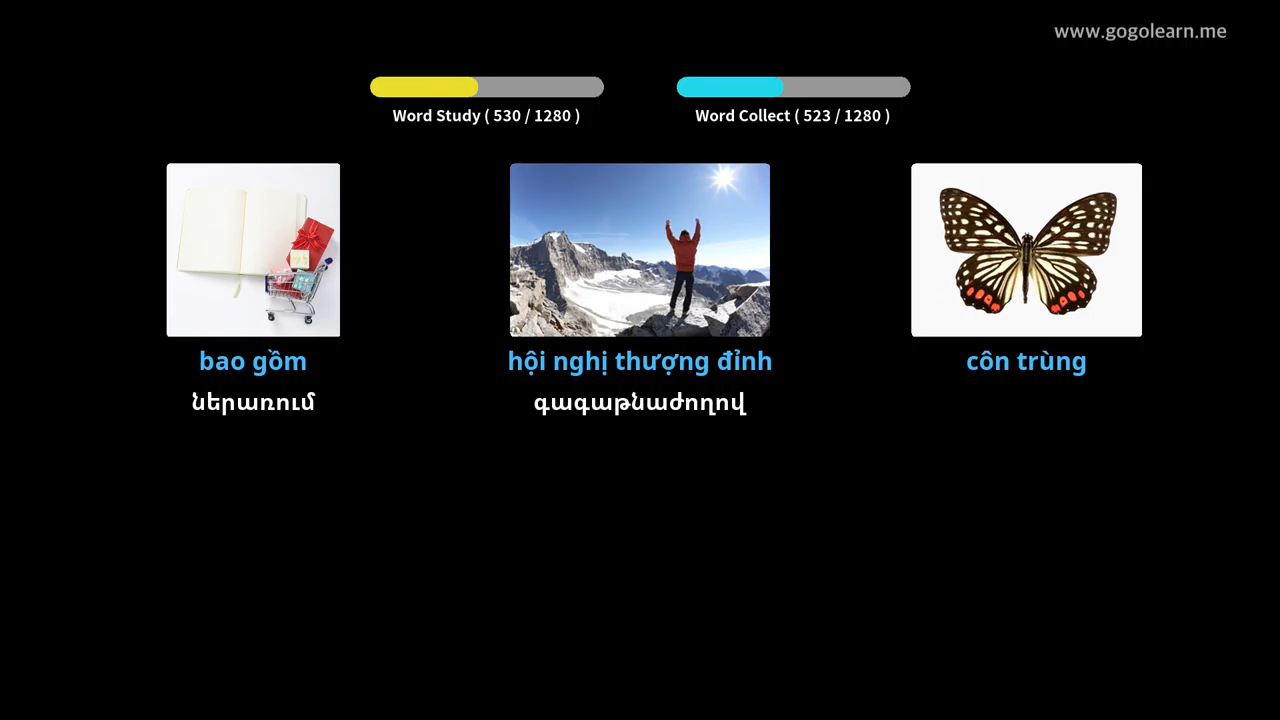 www.gogolearn.me
Word Study ( 530 / 1280 )
Word Collect ( 523 / 1280 )
bao gồm
hội nghị thượng đỉnh
côn trùng
ներառում
գագաթնաժողով